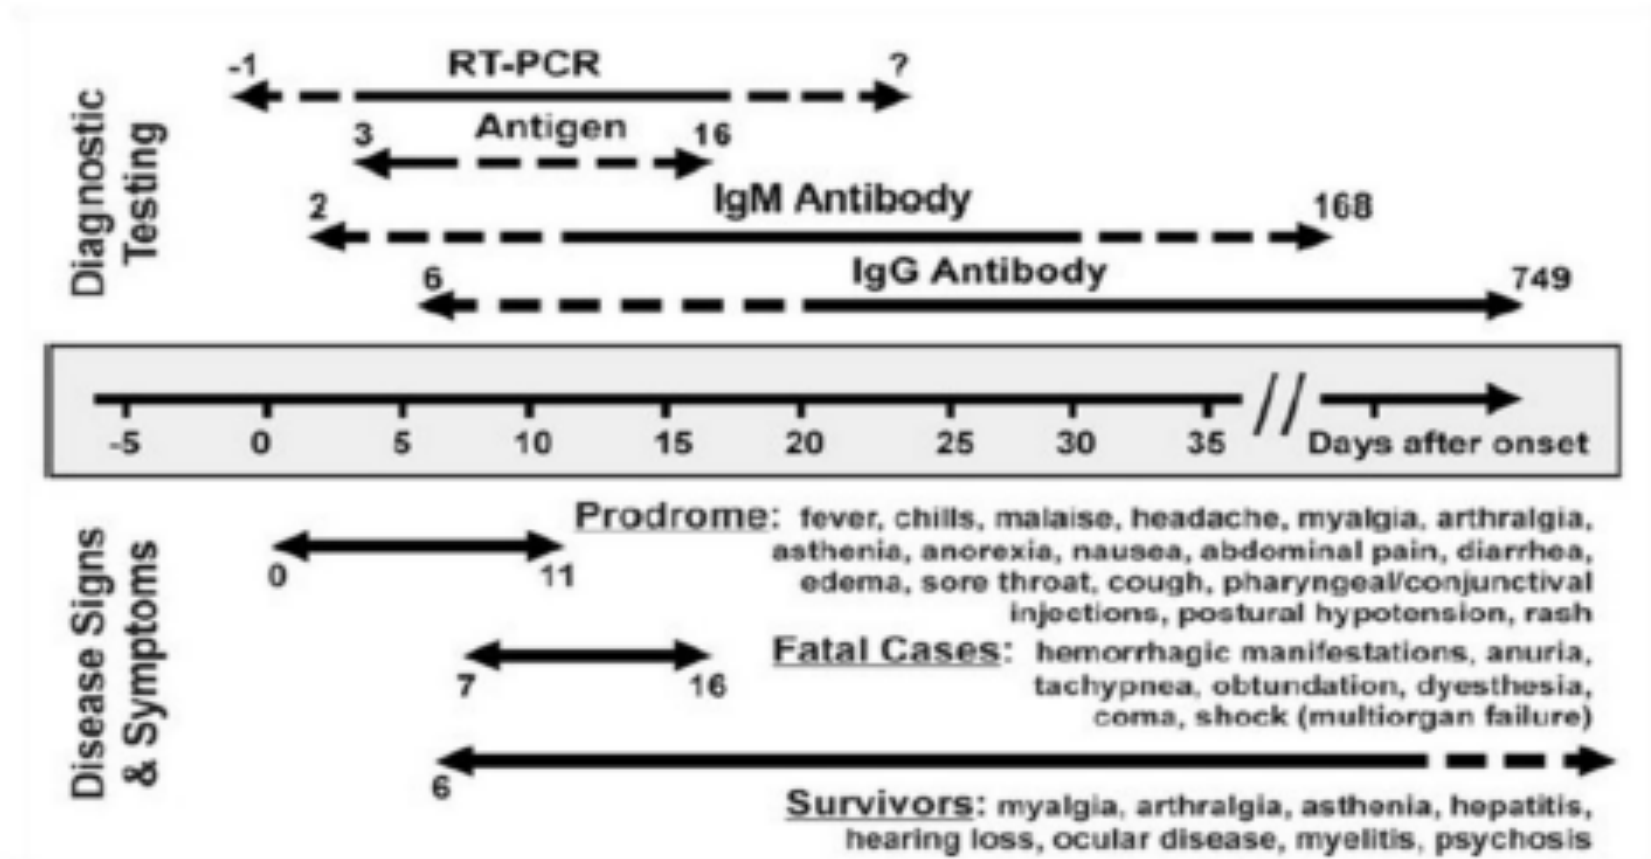 Diagnostic
Testing
-1
RT-PCR
?
3
Antigen
16
2
IgM Antibody
168
6
IgG Antibody
749
-5
0
5
10
15
20
25
30
35
Days after onset
Disease Signs
& Symptoms
0
11
Prodrome: fever, chills, malaise, headache, myalgia, arthralgia,
asthenia, anorexia, nausea, abdominal pain, diarrhea,
edema, sore throat, cough, pharyngeal/conjunctival
injections, postural hypotension, rash
7
16
Fatal Cases: hemorrhagic manifestations, anuria,
tachypnea, obtundation, dyesthesia,
coma, shock (multiorgan failure)
6
Survivors: myalgia, arthralgia, asthenia, hepatitis,
hearing loss, ocular disease, myelitis, psychosis